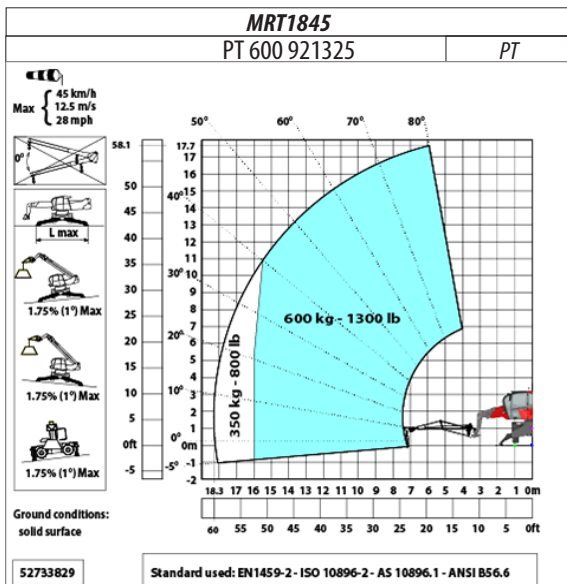 MRT1845
PT 600 921325 PT
Max { 45 km/h
12.5 m/s
28 mph
0°
L max
1.75% (1°) Max
1.75% (1°) Max
1.75% (1°) Max
Ground conditions:
solid surface
52733829
50° 60° 70° 80°
40°
30°
20°
10°
0°
-5°
58.1
50
45
40
35
30
25
20
15
10
5
0ft
-5
17.7
17
16
15
14
13
12
11
10
9
8
7
6
5
4
3
2
1
0m
-1
-2
600 kg - 1300 lb
350 kg - 800 lb
18.3 17 16 15 14 13 12 11 10 9 8 7 6 5 4 3 2 1 0m
60 55 50 45 40 35 30 25 20 15 10 5 0ft
Standard used: EN1459-2 - ISO 10896-2 - AS 10896.1 - ANSI B56.6